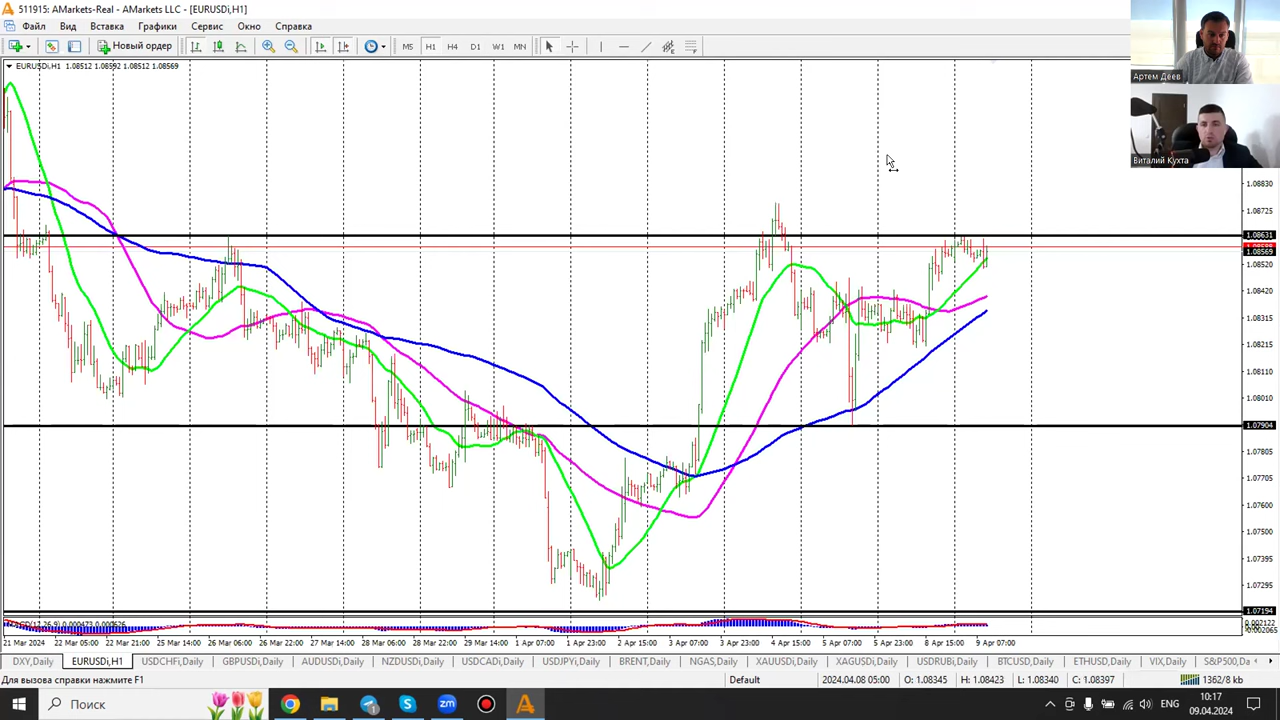 511915: AMarkets-Real - AMarkets LLC - [EURUSDi,H1]
Файл Вид Вставка Графики Сервис Окно Справка
Новый ордер M5 H1 H4 D1 W1 MN
EURUSDi,H1 1.08512 1.08592 1.08512 1.08569
Артем Деев
Виталий Кухта
1.08830
1.08725
1.08631
1.08569
1.08520
1.08420
1.08315
1.08215
1.08110
1.08010
1.07904
1.07805
1.07705
1.07600
1.07500
1.07395
1.07295
1.07194
0.002122
21 Mar 2024 22 Mar 05:00 22 Mar 21:00 25 Mar 14:00 26 Mar 06:00 26 Mar 22:00 27 Mar 14:00 28 Mar 06:00 28 Mar 22:00 29 Mar 14:00 1 Apr 07:00 1 Apr 23:00 2 Apr 15:00 3 Apr 07:00 3 Apr 23:00 4 Apr 15:00 5 Apr 07:00 5 Apr 23:00 8 Apr 15:00 9 Apr 07:00
DXY,Daily EURUSDi,H1 USDCHFi,Daily GBPUSDi,Daily AUDUSDi,Daily NZDUSDi,Daily USDCADi,Daily USDJPYi,Daily BRENT,Daily NGAS,Daily XAUUSDi,Daily XAGUSDi,Daily USDRUBi,Daily BTCUSD,Daily ETHUSD,Daily VIX,Daily S&P500,Da
Для вызова справки нажмите F1 Default 2024.04.08 05:00 O: 1.08345 H: 1.08423 L: 1.08340 C: 1.08397 1362/8 kb
Поиск ENG 10:17
09.04.2024